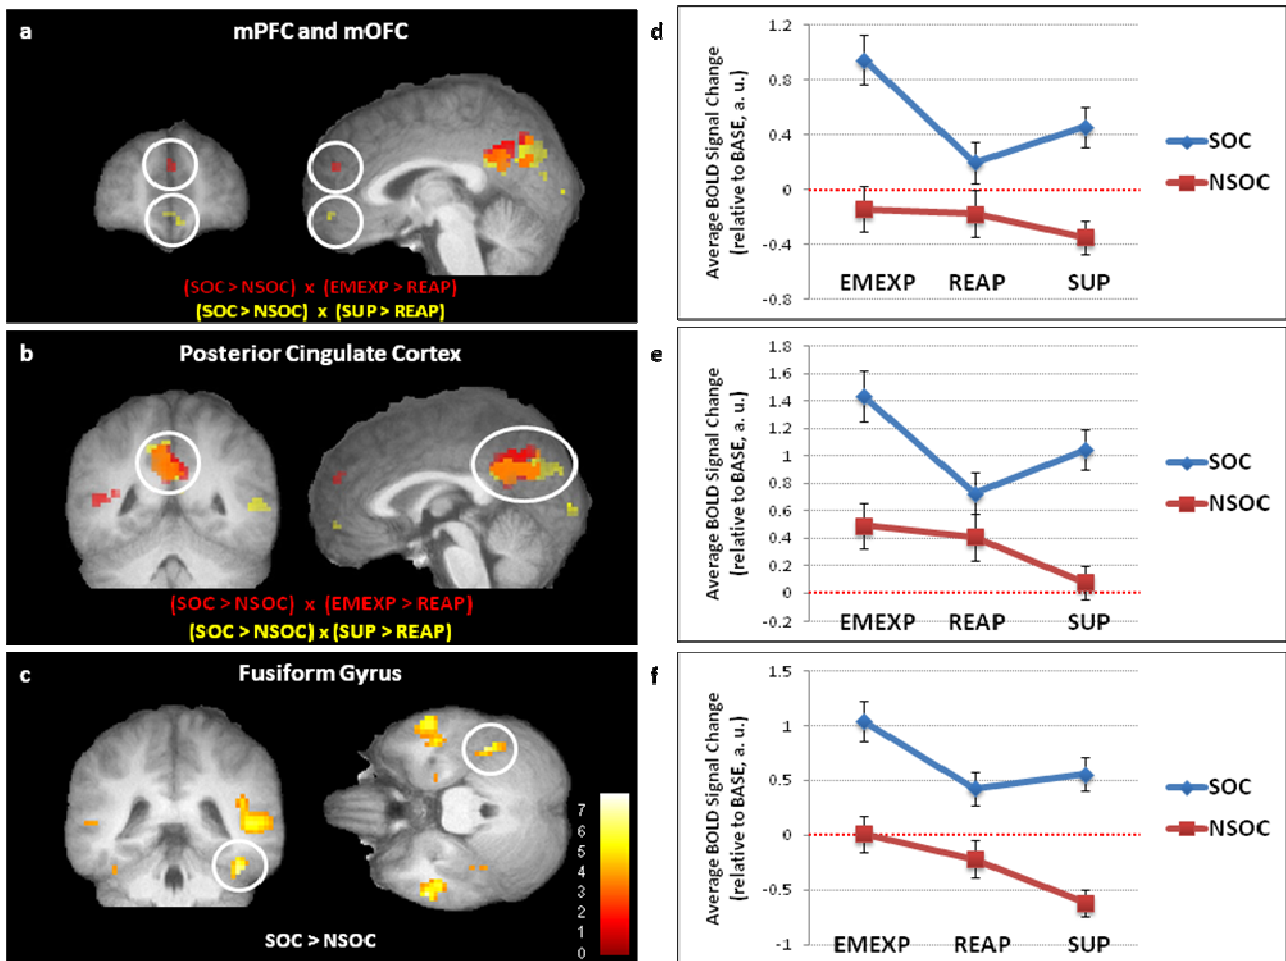 a
mPFC and mOFC
(SOC > NSOC) x (EMEXP > REAP)
(SOC > NSOC) x (SUP > REAP)
d
Average BOLD Signal Change
(relative to BASE, a. u.)
1.2
0.8
0.4
0
-0.4
-0.8
EMEXP REAP SUP
SOC
NSOC
b
Posterior Cingulate Cortex
(SOC > NSOC) x (EMEXP > REAP)
(SOC > NSOC) x (SUP > REAP)
e
Average BOLD Signal Change
(relative to BASE, a. u.)
1.8
1.6
1.4
1.2
1
0.8
0.6
0.4
0.2
0
-0.2
EMEXP REAP SUP
SOC
NSOC
c
Fusiform Gyrus
7
6
5
4
3
2
1
0
SOC > NSOC
f
Average BOLD Signal Change
(relative to BASE, a. u.)
1.5
1
0.5
0
-0.5
-1
EMEXP REAP SUP
SOC
NSOC